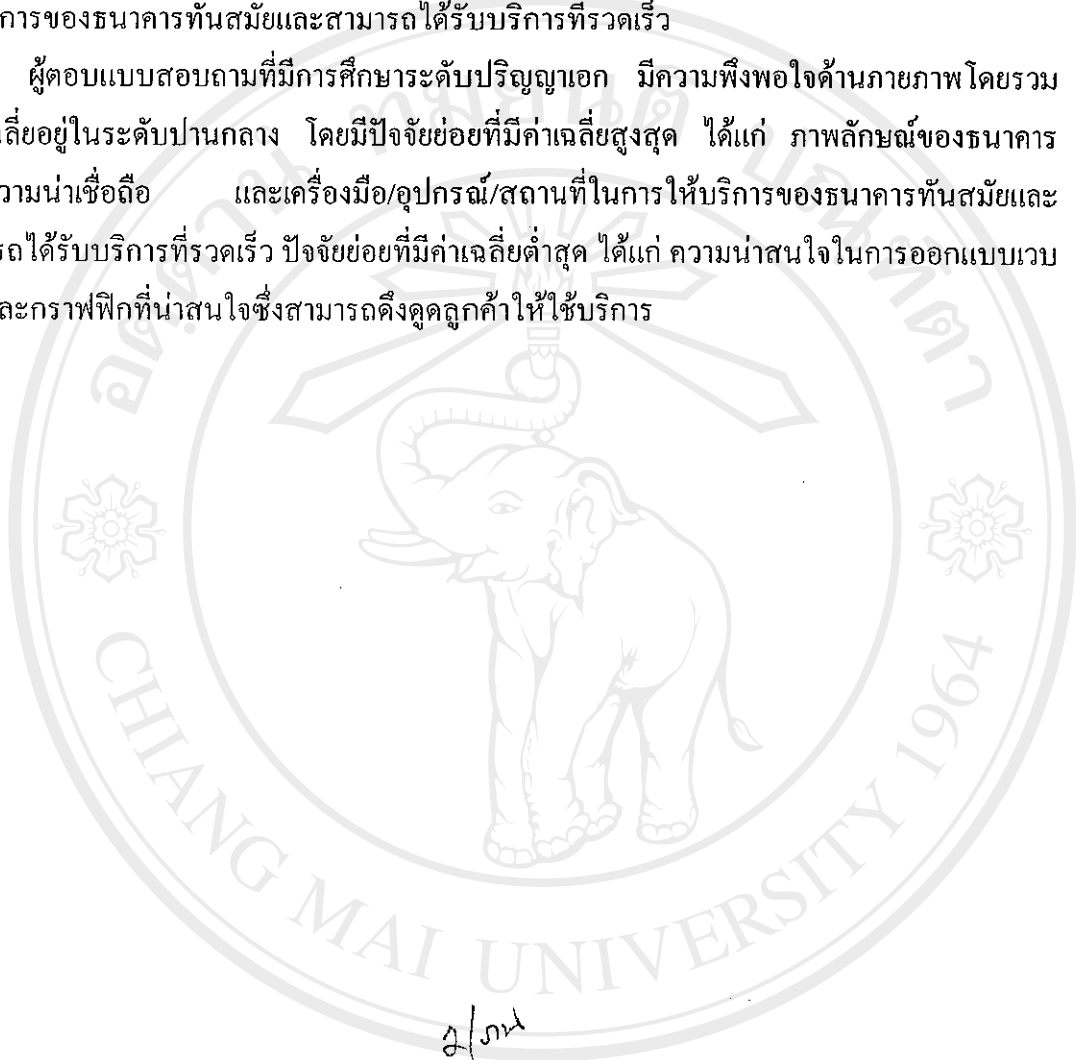 การของธนาคารทันสมัยและสามารถได้รับบริการที่รวดเร็ว
ผู้ตอบแบบสอบถามที่มีการศึกษาระดับปริญญาเอก มีความพึงพอใจด้านภายภาพโดยรวม
ลี่ยอยู่ในระดับปานกลาง โดยมีปัจจัยย่อยที่มีค่าเฉลี่ยสูงสุด ได้แก่ ภาพลักษณ์ของธนาคาร
วามน่าเชื่อถือ และเครื่องมือ/อุปกรณ์/สถานที่ในการให้บริการของธนาคารทันสมัยและ
รถได้รับบริการที่รวดเร็ว ปัจจัยย่อยที่มีค่าเฉลี่ยต่ำสุด ได้แก่ ความน่าสนใจในการออกแบบเวบ
ละกราฟฟิกที่น่าสนใจซึ่งสามารถดึงดูดลูกค้าให้ใช้บริการ
อตฺตานํ ทมยนฺติ ปณฺฑิตา
CHIANG MAI UNIVERSITY 1964